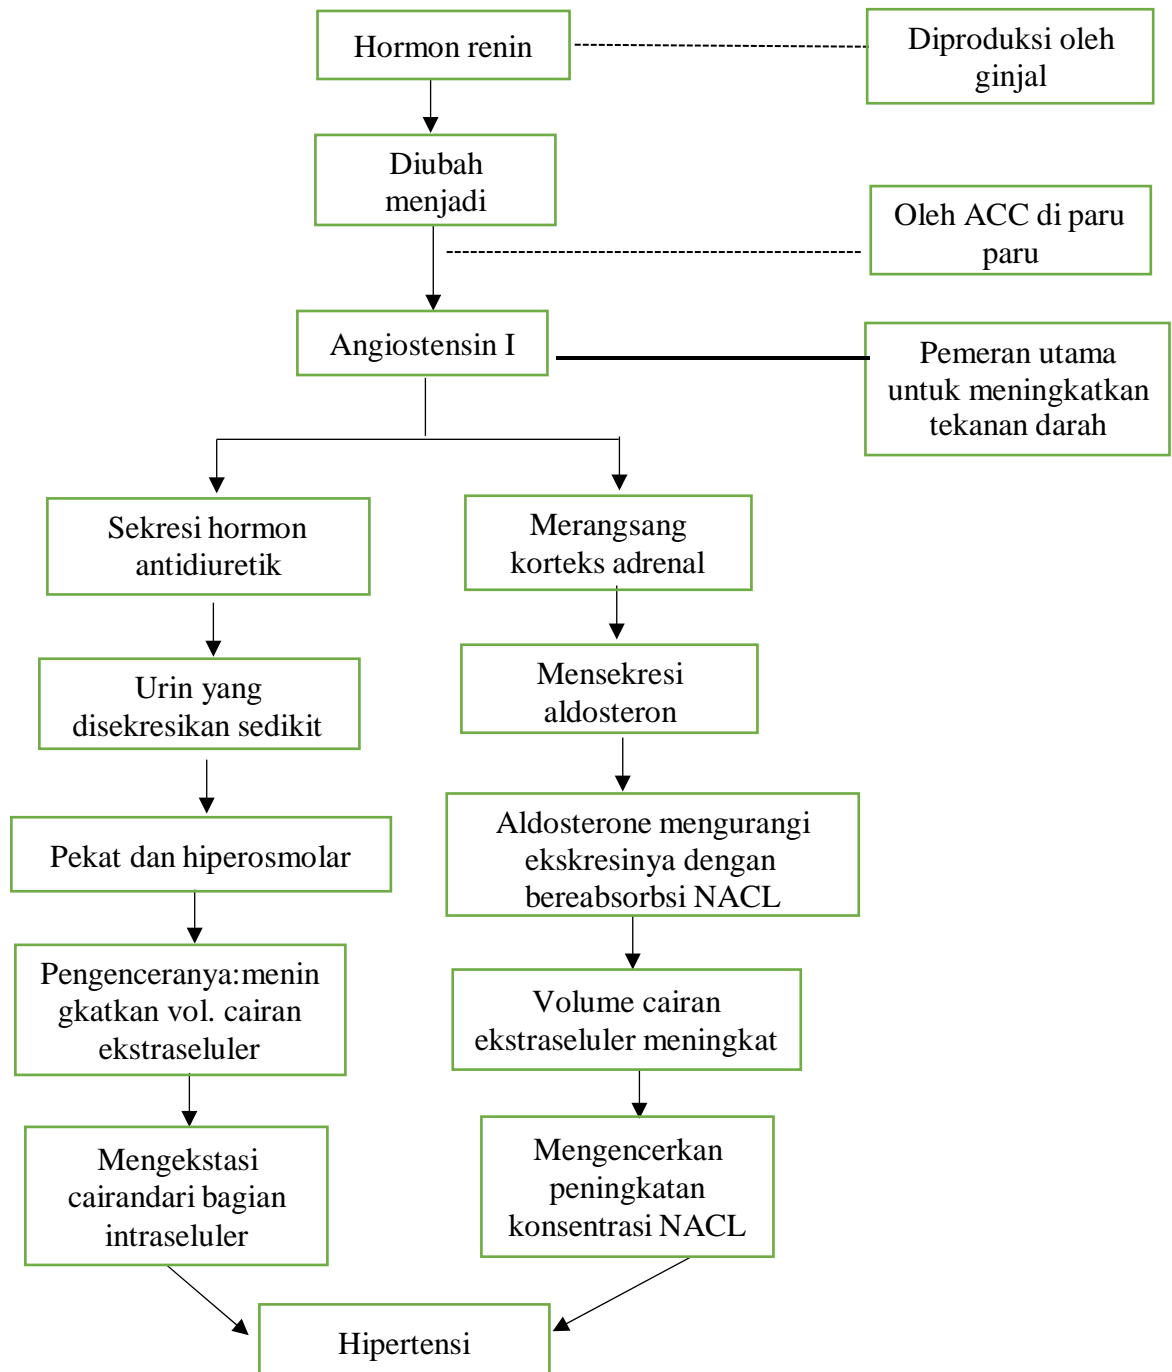 Hormon renin
Diproduksi oleh
ginjal
Diubah
menjadi
Oleh ACC di paru
paru
Angiostensin I
Pemeran utama
untuk meningkatkan
tekanan darah
Sekresi hormon
antidiuretik
Merangsang
korteks adrenal
Urin yang
disekresikan sedikit
Mensekresi
aldosteron
Pekat dan hiperosmolar
Aldosterone mengurangi
ekskresinya dengan
bereabsorbsi NACL
Pengenceranya:menin
gkatkan vol. cairan
ekstraseluler
Volume cairan
ekstraseluler meningkat
Mengekstasi
cairandari bagian
intraseluler
Mengencerkan
peningkatan
konsentrasi NACL
Hipertensi